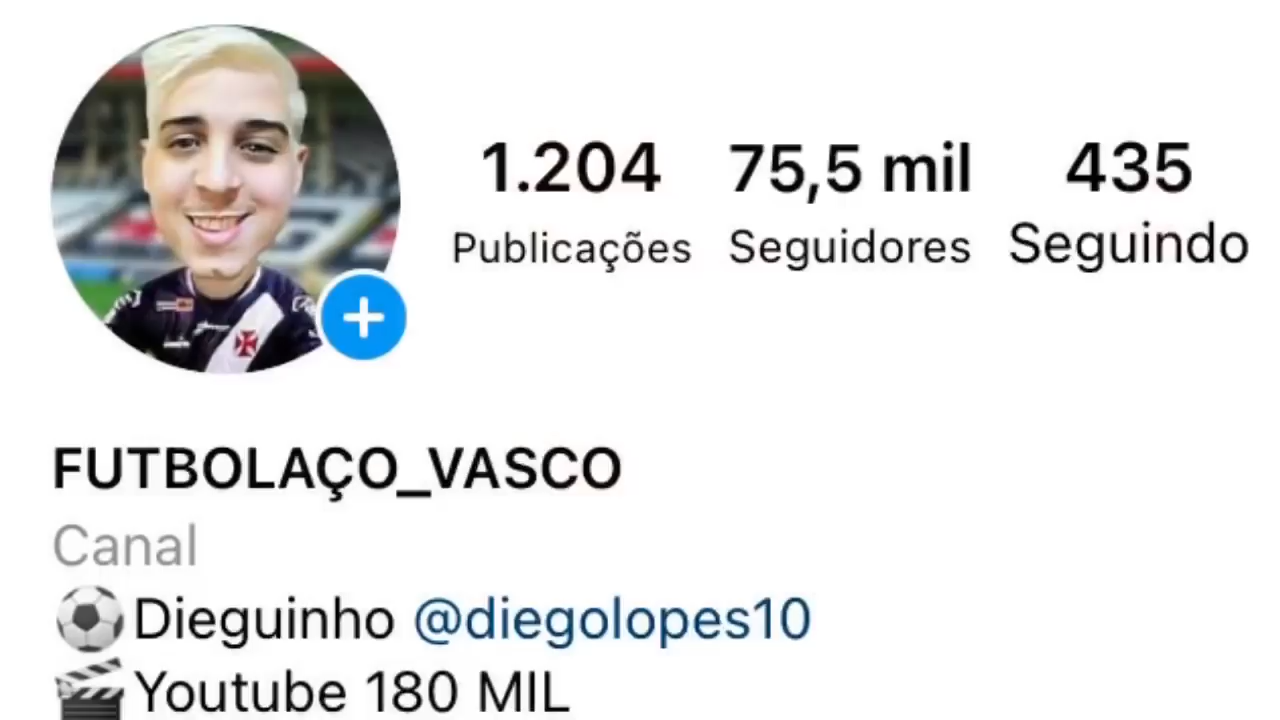 1.204 75,5 mil 435
Publicações Seguidores Seguindo
FUTBOLAÇO_VASCO
Canal
Dieguinho @diegolopes10
Youtube 180 MIL